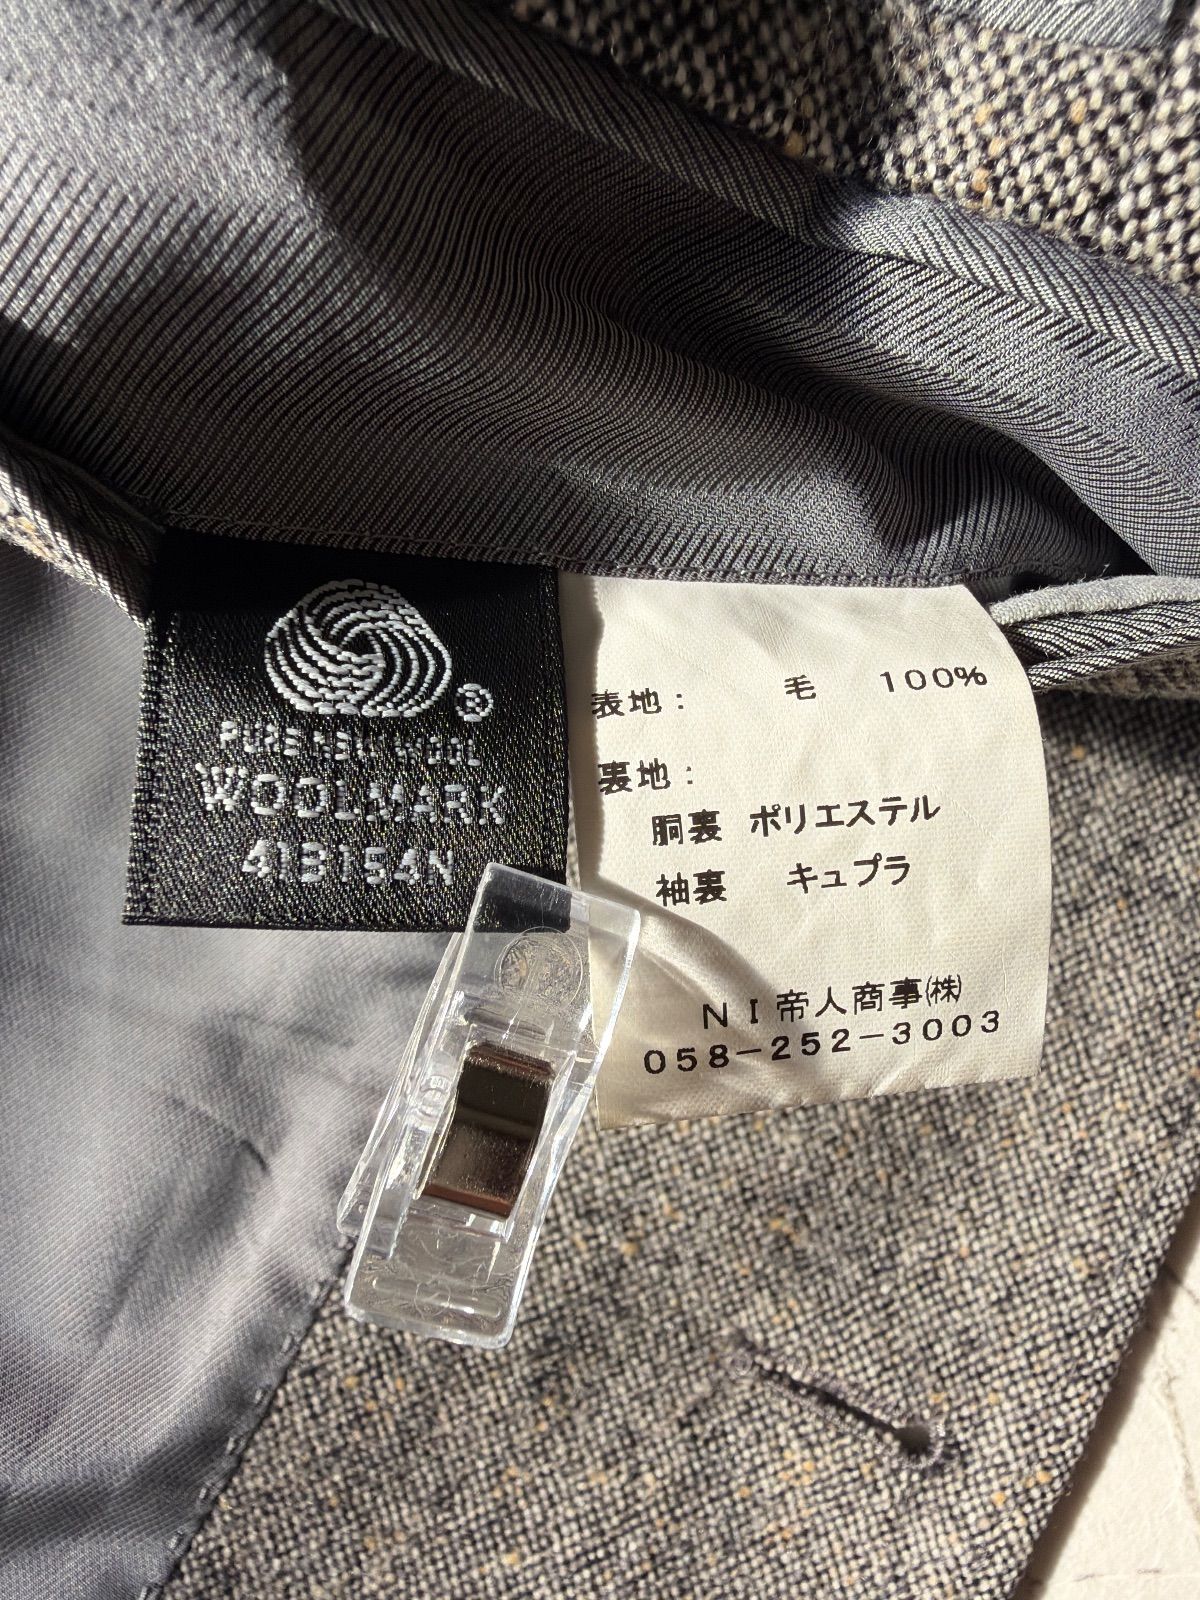 ®
PURE NEW WOOL
WOOLMARK
41B154N
表地： 毛 100%
裏地：
胴裏 ポリエステル
袖裏 キュプラ
ＮＩ帝人商事㈱
058-252-3003